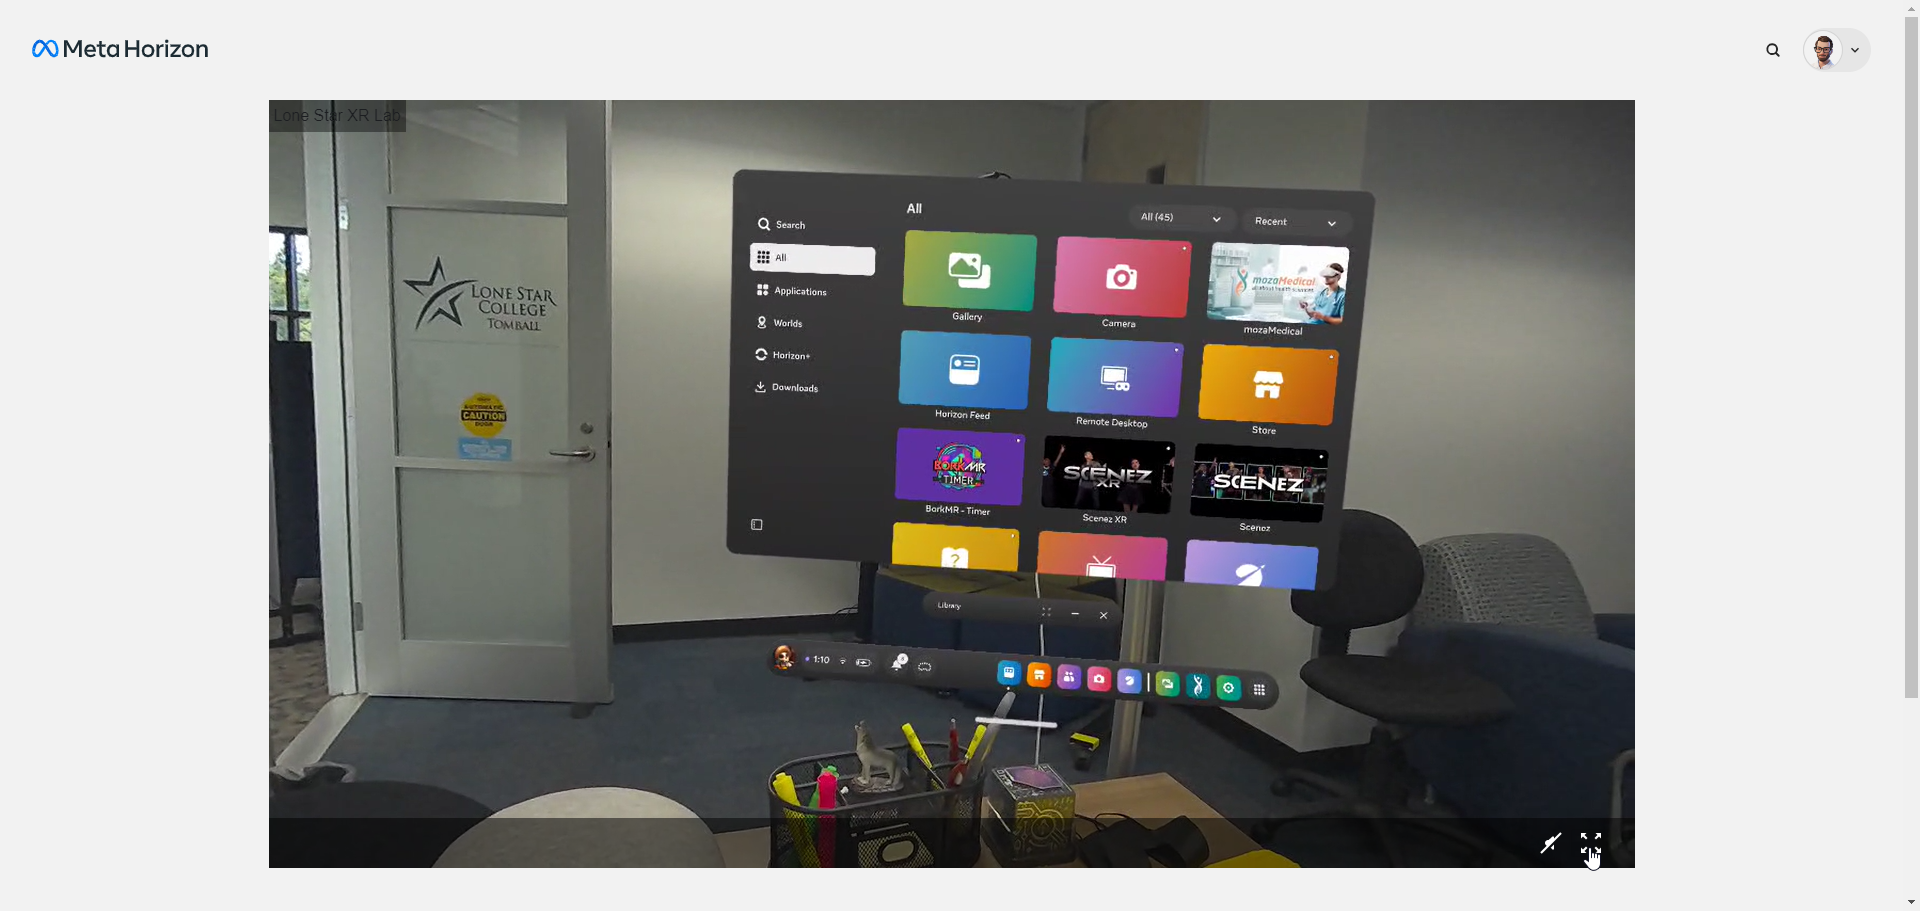 Meta Horizon
Lone Star XR Lab
LONE STAR
COLLEGE
TOMBALL
AUTOMATIC
CAUTION
DOOR
Search
All
Applications
Worlds
Horizon+
Downloads
All
All (45)
Recent
Gallery
Camera
mozaMedical
mozaMedical
Horizon Feed
Remote Desktop
Store
BORKMR
TIMER
SCENEZ
XR
SCENEZ
BorkMR - Timer
Scenez XR
Scenez
?
Library
1:10